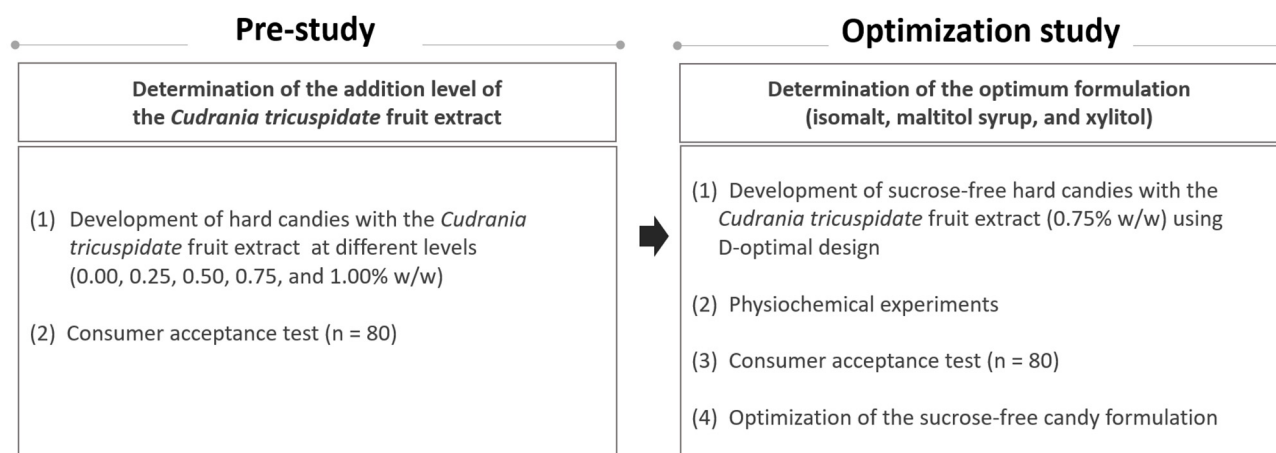 Pre-study
Determination of the addition level of
the Cudrania tricuspidate fruit extract
(1) Development of hard candies with the Cudrania
tricuspidate fruit extract at different levels
(0.00, 0.25, 0.50, 0.75, and 1.00% w/w)
(2) Consumer acceptance test (n = 80)
Optimization study
Determination of the optimum formulation
(isomalt, maltitol syrup, and xylitol)
(1) Development of sucrose-free hard candies with the
Cudrania tricuspidate fruit extract (0.75% w/w) using
D-optimal design
(2) Physiochemical experiments
(3) Consumer acceptance test (n = 80)
(4) Optimization of the sucrose-free candy formulation